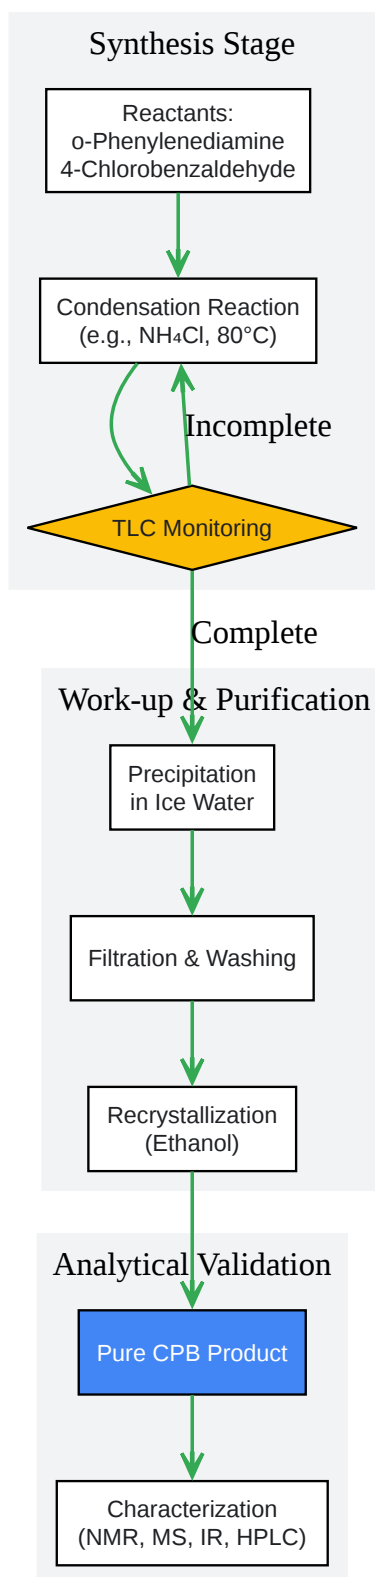 Synthesis Stage
Reactants:
o-Phenylenediamine
4-Chlorobenzaldehyde
Condensation Reaction
(e.g., NH₄Cl, 80°C)
Incomplete
TLC Monitoring
Complete
Work-up & Purification
Precipitation
in Ice Water
Filtration & Washing
Recrystallization
(Ethanol)
Analytical Validation
Pure CPB Product
Characterization
(NMR, MS, IR, HPLC)